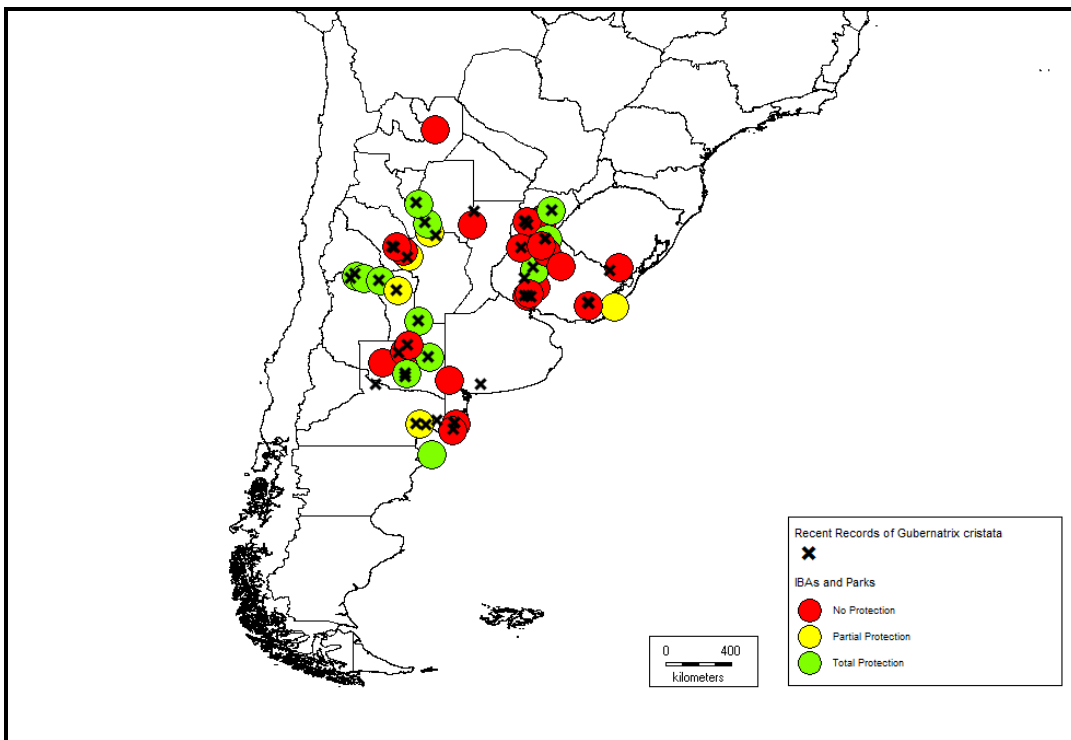 Recent Records of Gubernatrix cristata
IBAs and Parks
No Protection
Partial Protection
Total Protection
0 400
kilometers